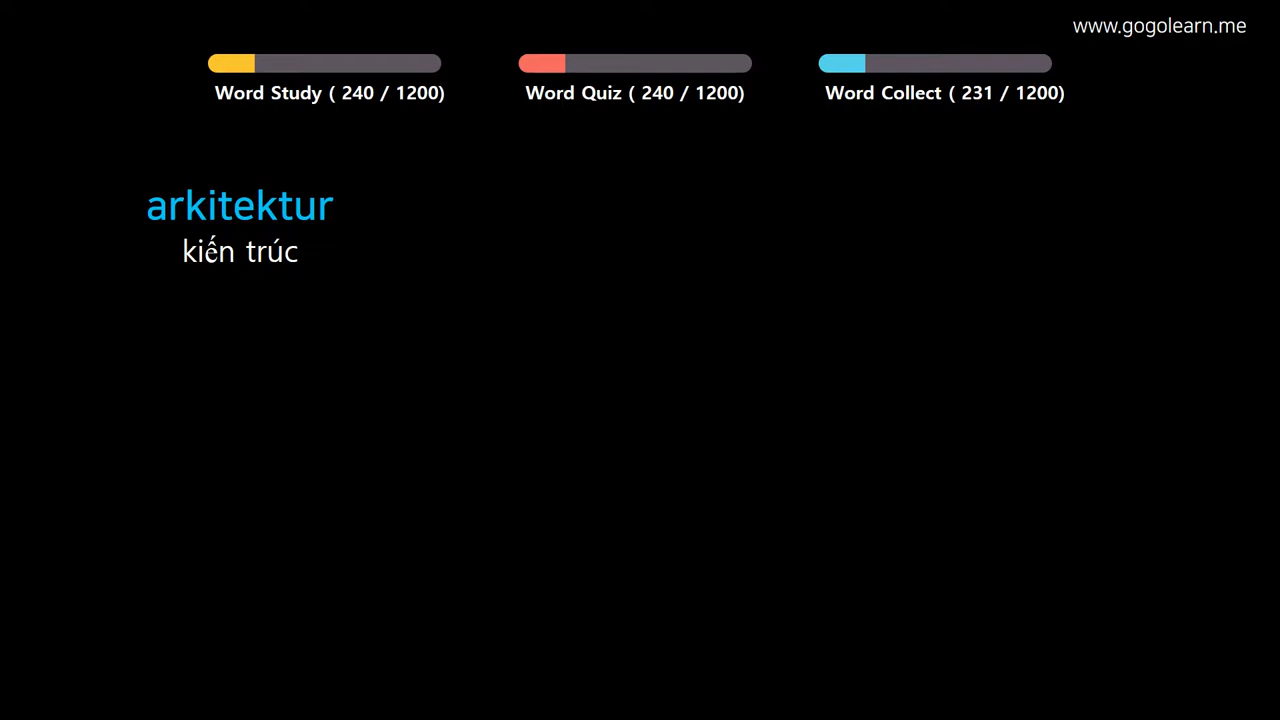 www.gogolearn.me
Word Study ( 240 / 1200)
Word Quiz ( 240 / 1200)
Word Collect ( 231 / 1200)
arkitektur
kiến trúc